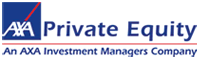 AXA Private Equity
An AXA Investment Managers Company